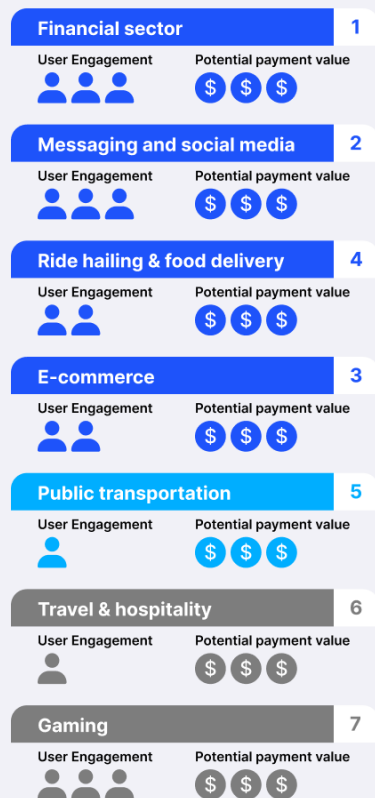 Financial sector 1
User Engagement Potential payment value
$ $ $
Messaging and social media 2
User Engagement Potential payment value
$ $ $
Ride hailing & food delivery 4
User Engagement Potential payment value
$ $ $
E-commerce 3
User Engagement Potential payment value
$ $ $
Public transportation 5
User Engagement Potential payment value
$ $ $
Travel & hospitality 6
User Engagement Potential payment value
$ $ $
Gaming 7
User Engagement Potential payment value
$ $ $